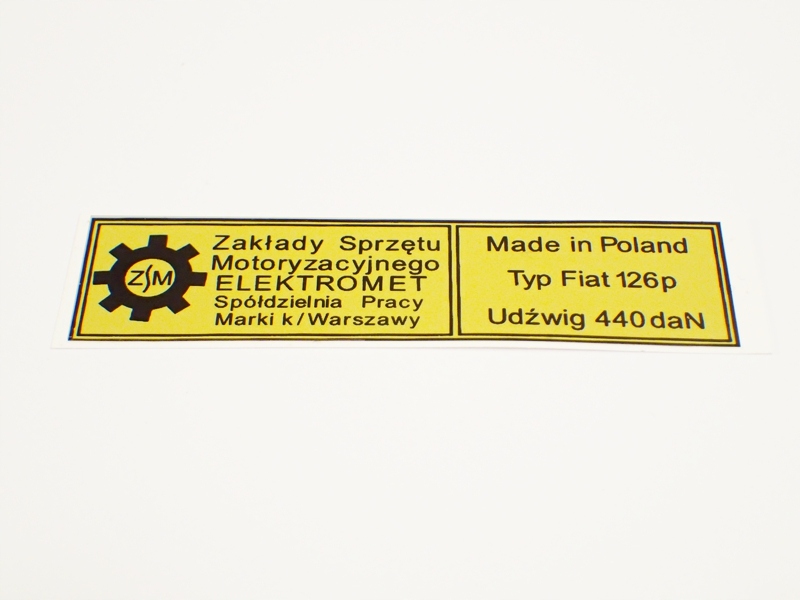 ZSM
Zakłady Sprzętu
Motoryzacyjnego
ELEKTROMET
Spółdzielnia Pracy
Marki k/Warszawy
Made in Poland
Typ Fiat 126p
Udźwig 440 daN